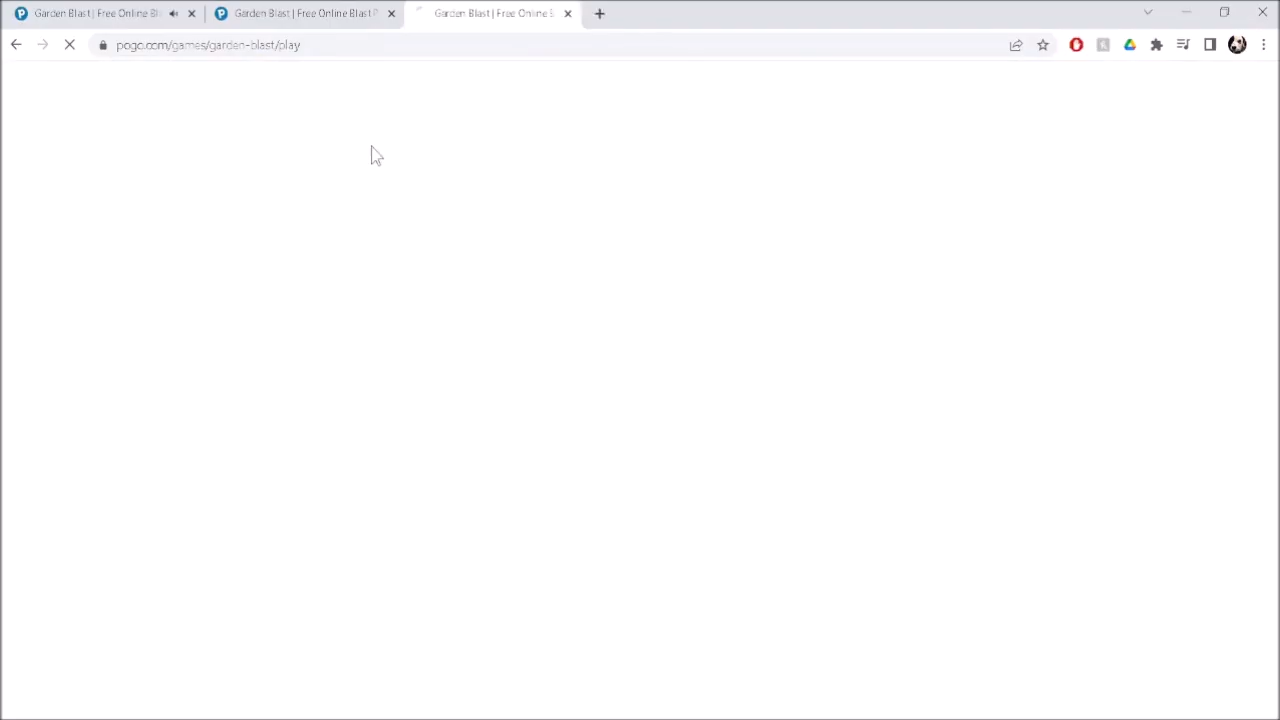 Garden Blast | Free Online Bl
Garden Blast | Free Online Blast P
Garden Blast | Free Online B
pogo.com/games/garden-blast/play